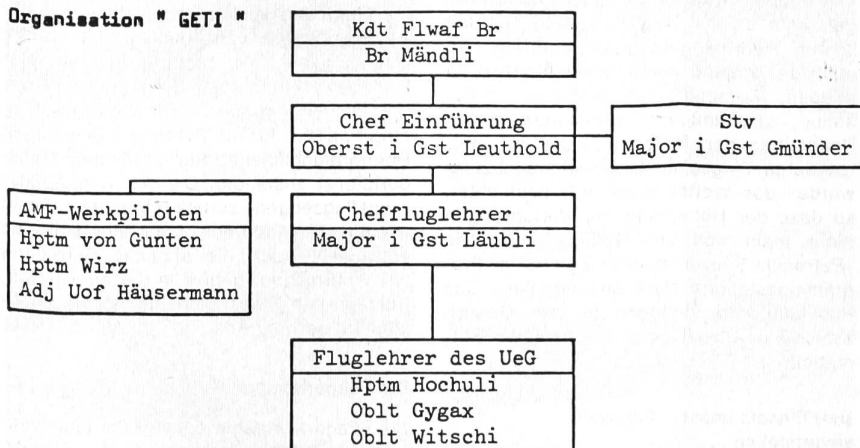 Organisation " GETI "
Kdt Flwaf Br
Br Mändli
Chef Einführung
Oberst i Gst Leuthold
Stv
Major i Gst Gmünder
AMF-Werkpiloten
Hptm von Gunten
Hptm Wirz
Adj Uof Häusermann
Cheffluglehrer
Major i Gst Läubli
Fluglehrer des UeG
Hptm Hochuli
Oblt Gygax
Oblt Witschi